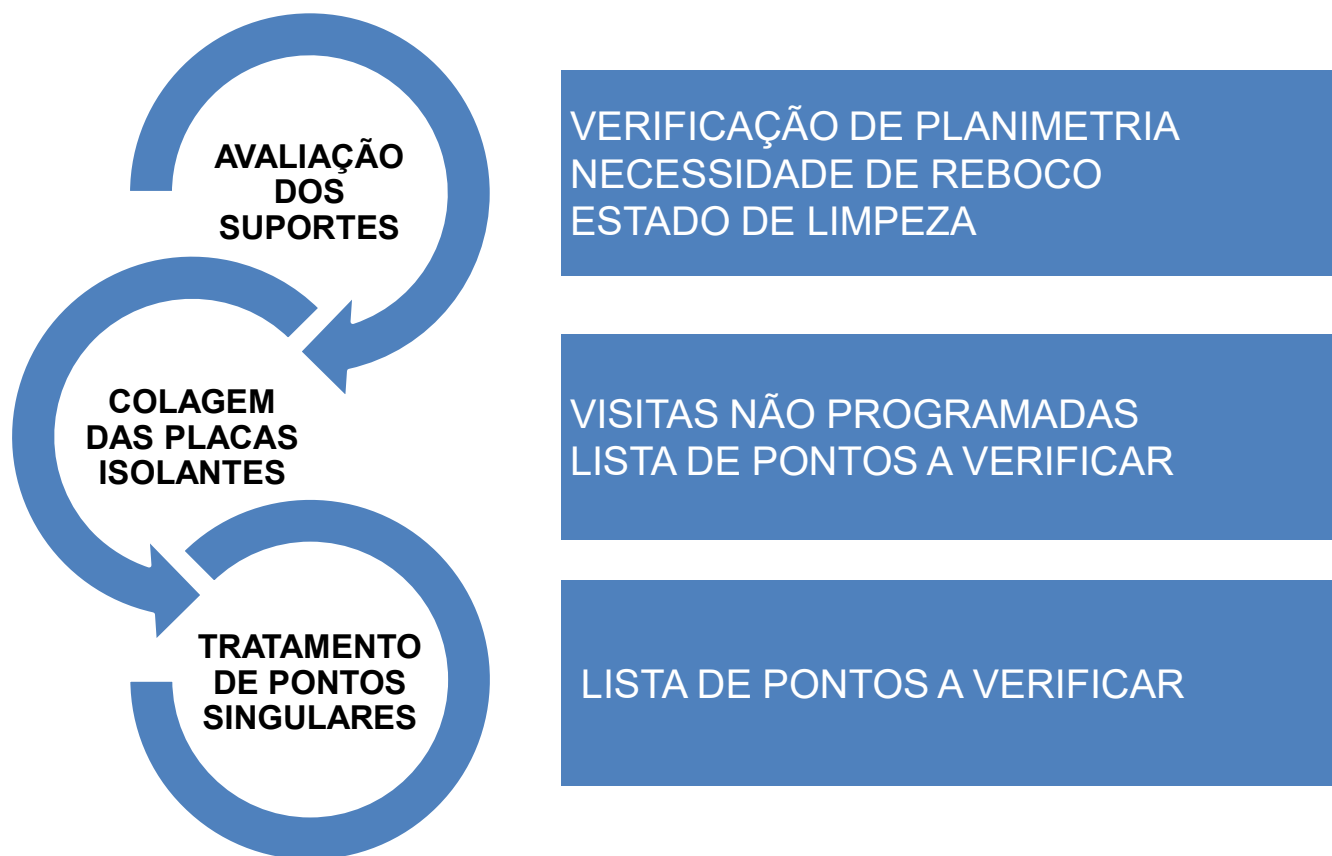 AVALIAÇÃO
DOS
SUPORTES
VERIFICAÇÃO DE PLANIMETRIA
NECESSIDADE DE REBOCO
ESTADO DE LIMPEZA
COLAGEM
DAS PLACAS
ISOLANTES
VISITAS NÃO PROGRAMADAS
LISTA DE PONTOS A VERIFICAR
TRATAMENTO
DE PONTOS
SINGULARES
LISTA DE PONTOS A VERIFICAR